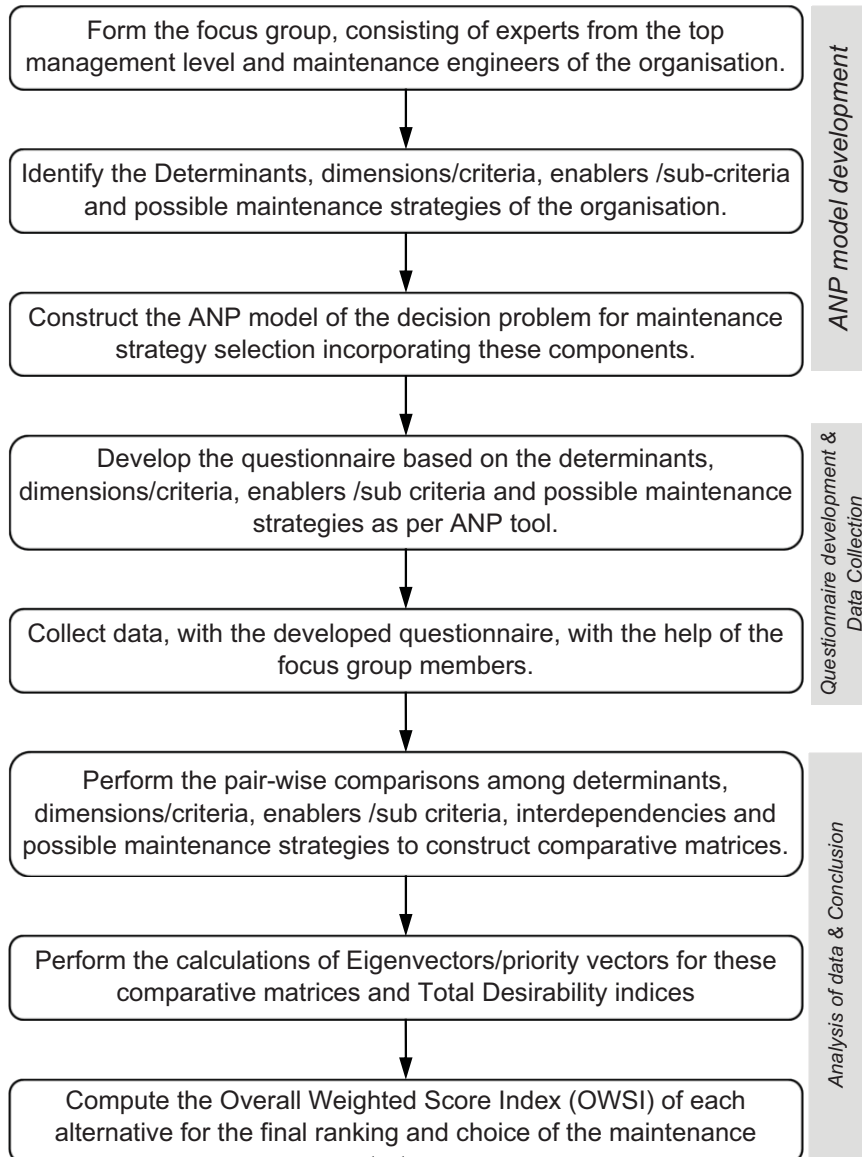 Form the focus group, consisting of experts from the top
management level and maintenance engineers of the organisation.
Identify the Determinants, dimensions/criteria, enablers /sub-criteria
and possible maintenance strategies of the organisation.
Construct the ANP model of the decision problem for maintenance
strategy selection incorporating these components.
ANP model development
Develop the questionnaire based on the determinants,
dimensions/criteria, enablers /sub criteria and possible maintenance
strategies as per ANP tool.
Collect data, with the developed questionnaire, with the help of the
focus group members.
Questionnaire development &
Data Collection
Perform the pair-wise comparisons among determinants,
dimensions/criteria, enablers /sub criteria, interdependencies and
possible maintenance strategies to construct comparative matrices.
Perform the calculations of Eigenvectors/priority vectors for these
comparative matrices and Total Desirability indices
Compute the Overall Weighted Score Index (OWSI) of each
alternative for the final ranking and choice of the maintenance
Analysis of data & Conclusion